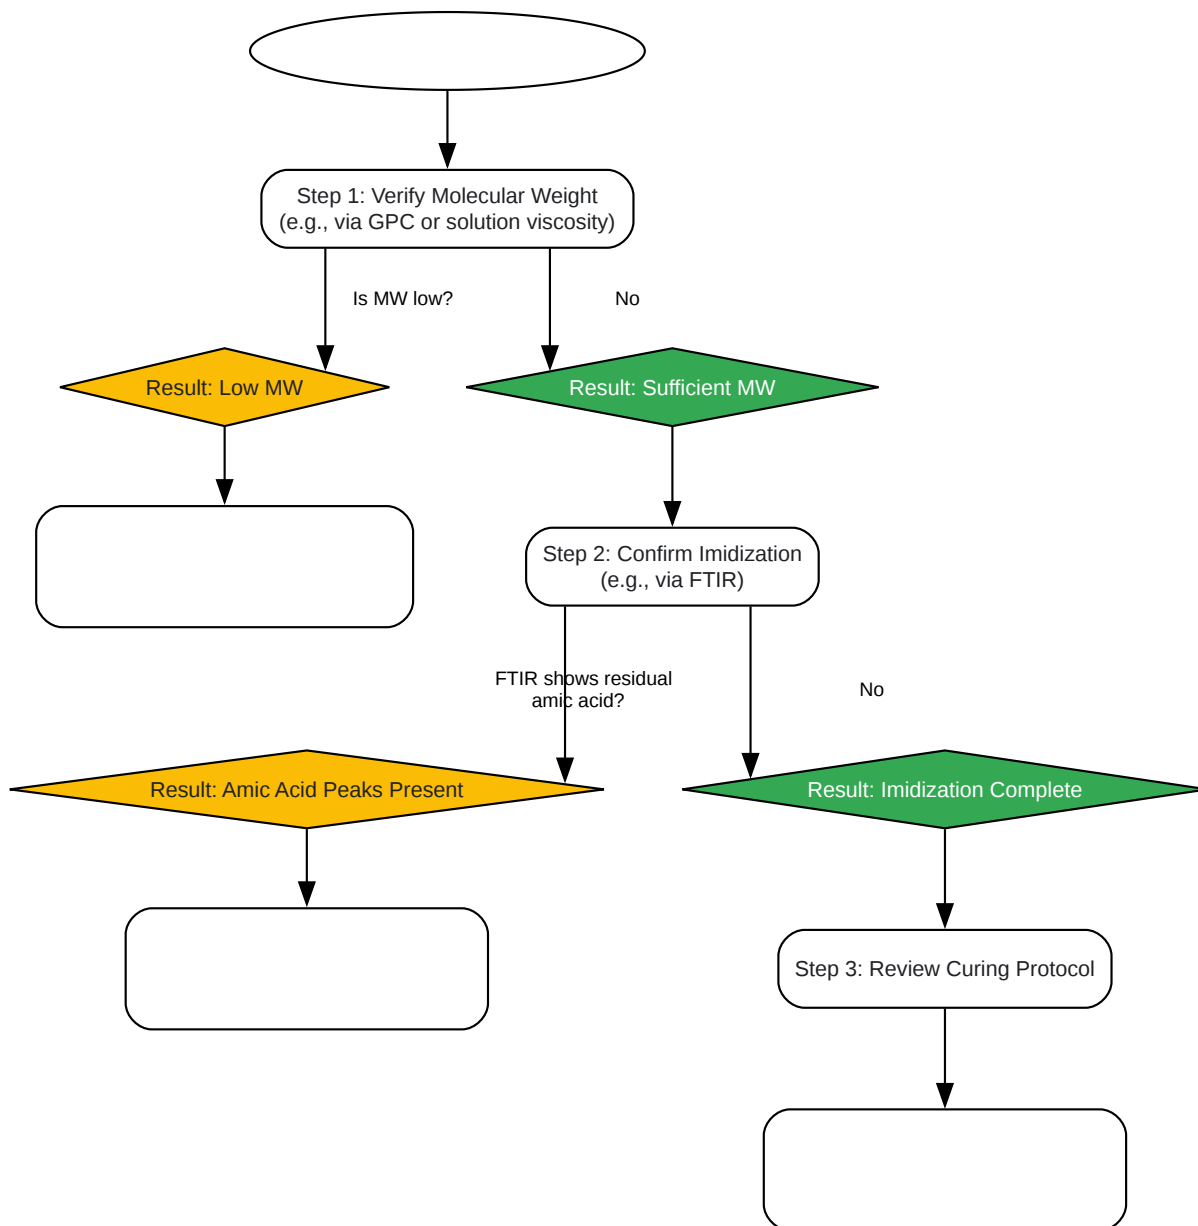 Step 1: Verify Molecular Weight
(e.g., via GPC or solution viscosity)
Is MW low?
No
Result: Low MW
Result: Sufficient MW
Step 2: Confirm Imidization
(e.g., via FTIR)
FTIR shows residual
amic acid?
No
Result: Amic Acid Peaks Present
Result: Imidization Complete
Step 3: Review Curing Protocol